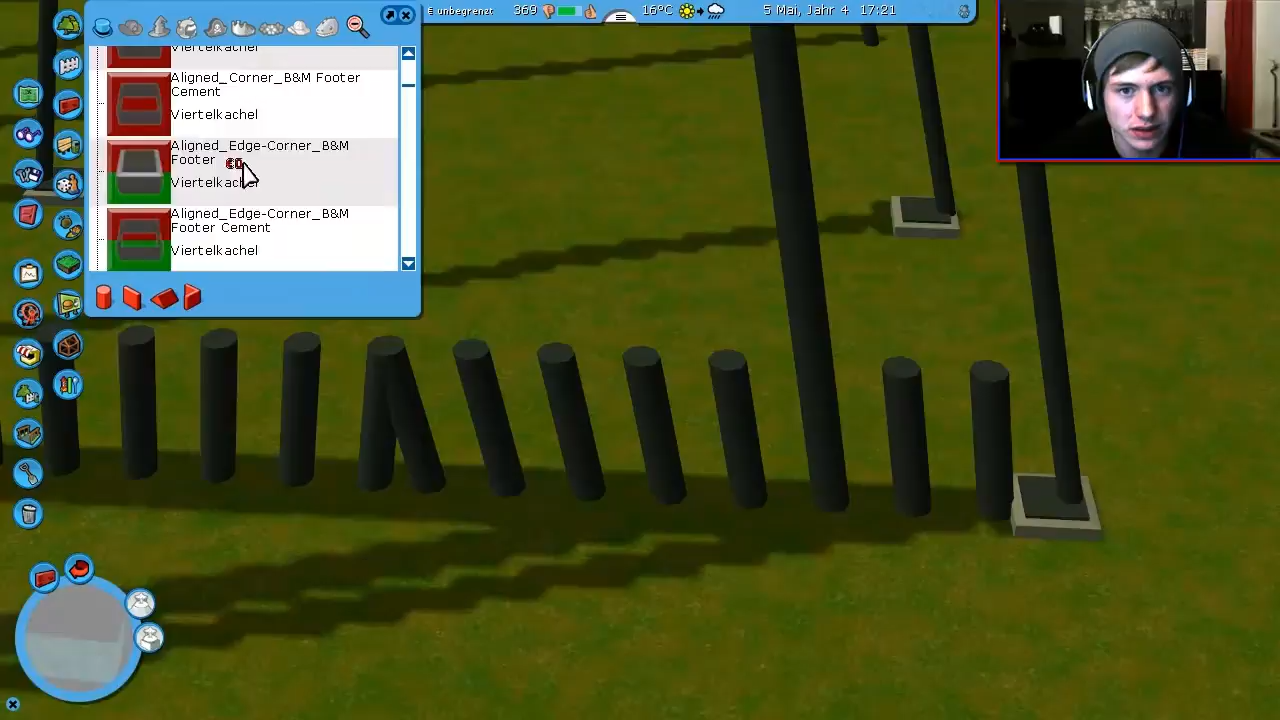 € unbegrenzt 369 16°C 5 Mai, Jahr 4 17:21
Viertelkachel
Aligned_Corner_B&M Footer
Cement
Viertelkachel
Aligned_Edge-Corner_B&M
Footer
Viertelkachel
Aligned_Edge-Corner_B&M
Footer Cement
Viertelkachel